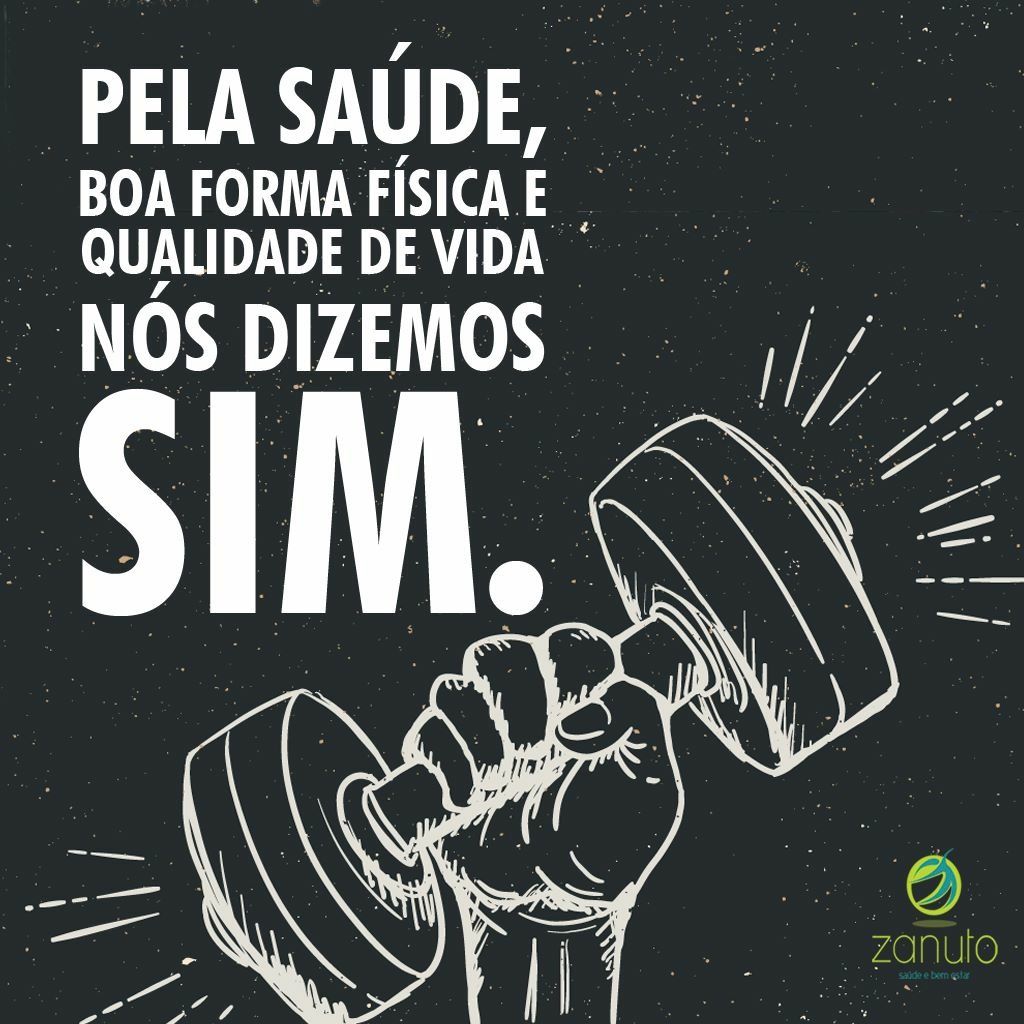 PELA SAÚDE,
BOA FORMA FÍSICA E
QUALIDADE DE VIDA
NÓS DIZEMOS
SIM.
zanuto
saúde e bem estar